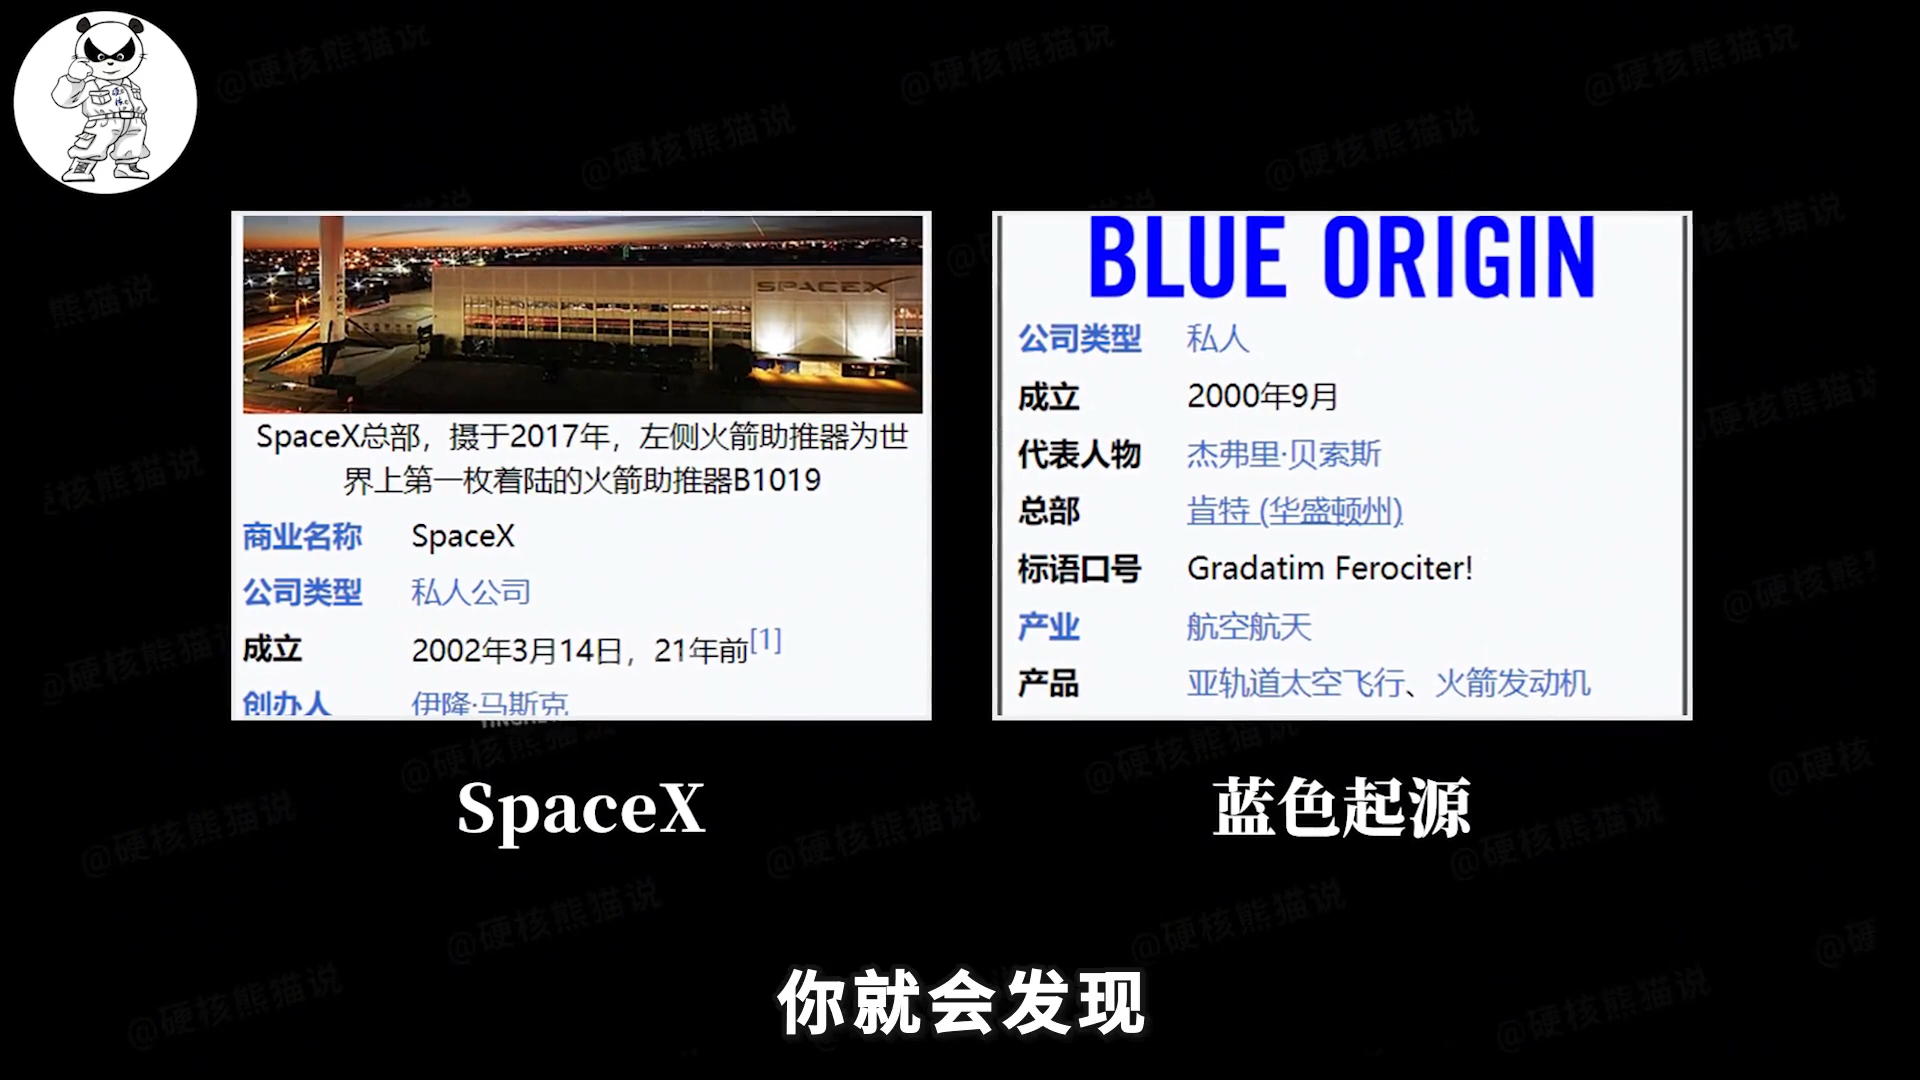 @硬核熊猫说
SPACEX
SpaceX总部，摄于2017年，左侧火箭助推器为世
界上第一枚着陆的火箭助推器B1019
商业名称 SpaceX
公司类型 私人公司
成立 2002年3月14日，21年前[1]
创办人 伊隆·马斯克
BLUE ORIGIN
公司类型 私人
成立 2000年9月
代表人物 杰弗里·贝索斯
总部 肯特 (华盛顿州)
标语口号 Gradatim Ferociter!
产业 航空航天
产品 亚轨道太空飞行、火箭发动机
SpaceX
蓝色起源
你就会发现